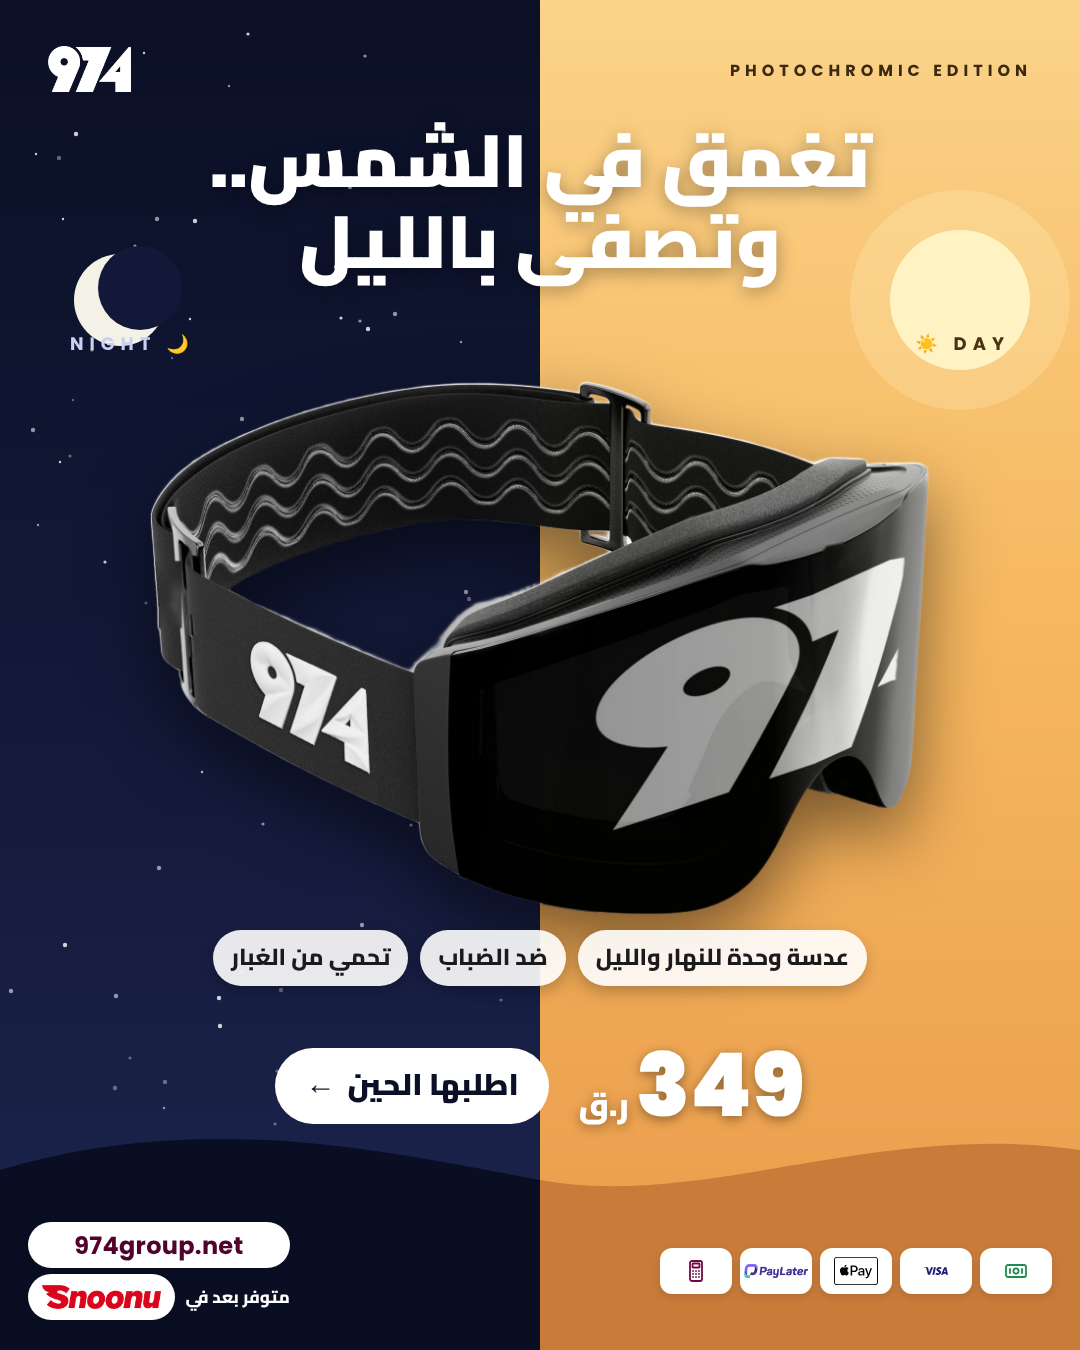 974
PHOTOCHROMIC EDITION
تغمق في الشمس..
وتصفى بالليل
NIGHT 🌙
☀️ DAY
974
97
عدسة وحدة للنهار والليل
ضد الضباب
تحمي من الغبار
349 ر.ق
اطلبها الحين ←
974group.net
متوفر بعد في Snoonu
PayLater
Pay
VISA